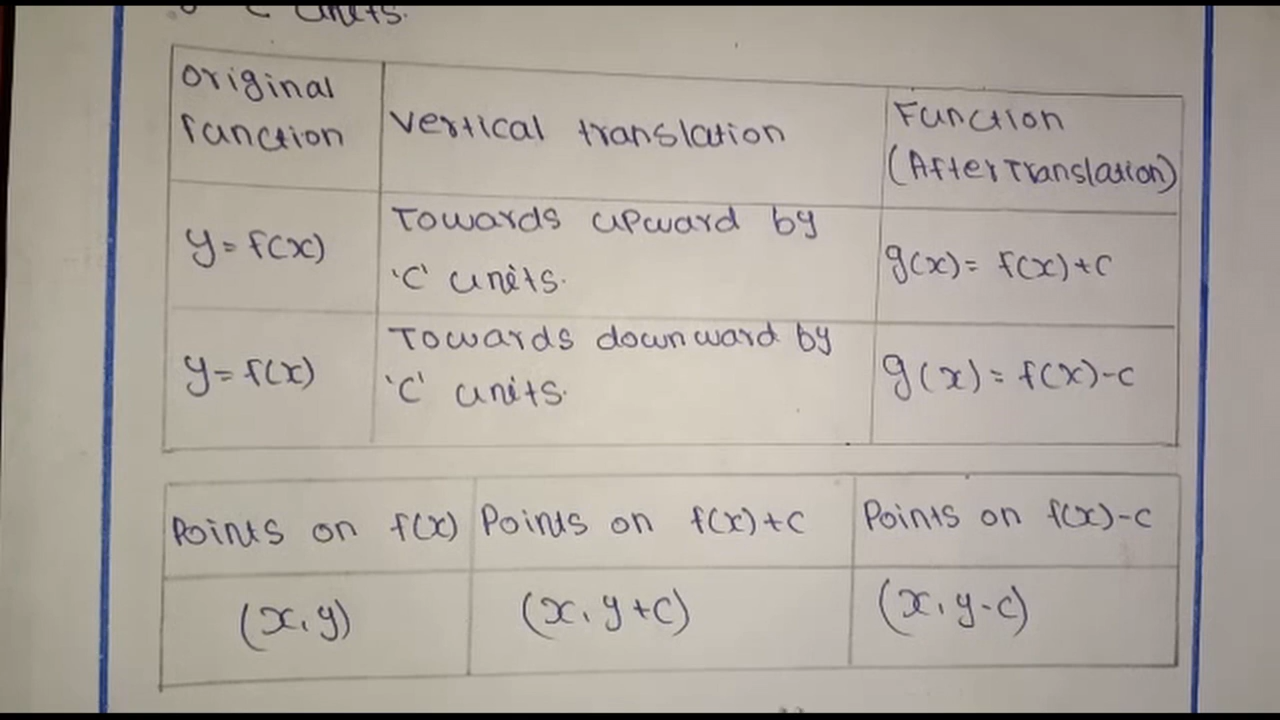 C units.
Original
function
Vertical translation
Function
(After Translation)
y = f(x)
Towards upward by
'C' units.
g(x) = f(x)+c
y = f(x)
Towards downward by
'C' units.
g(x) = f(x)-c
Points on f(x)
Points on f(x)+c
Points on f(x)-c
(x, y)
(x, y+c)
(x, y-c)